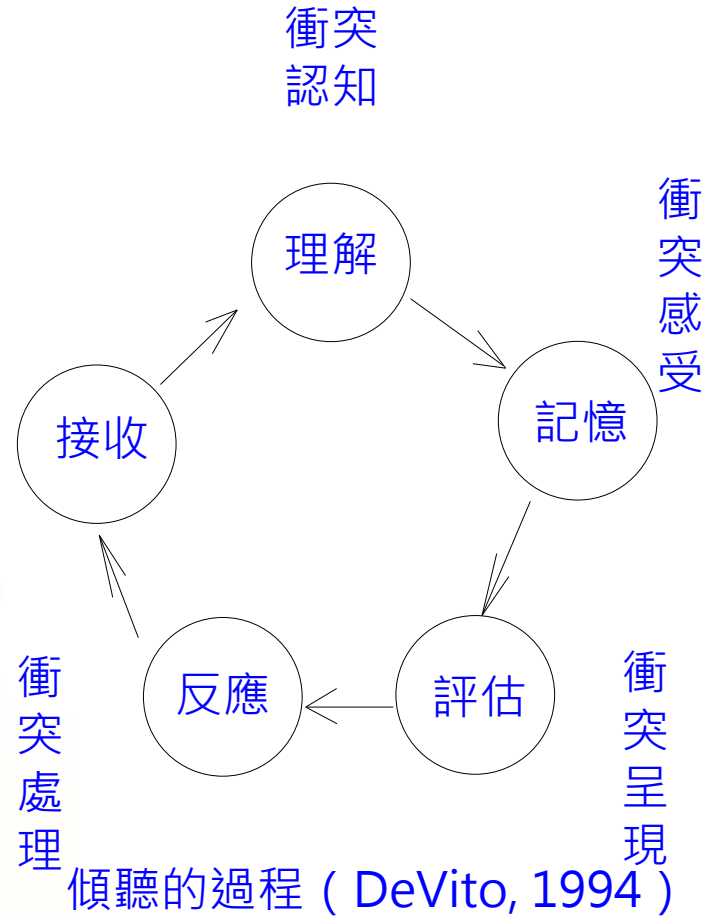 衝突
認知
理解
衝突感受
記憶
接收
反應
評估
衝突處理
衝突呈現
傾聽的過程（DeVito, 1994）